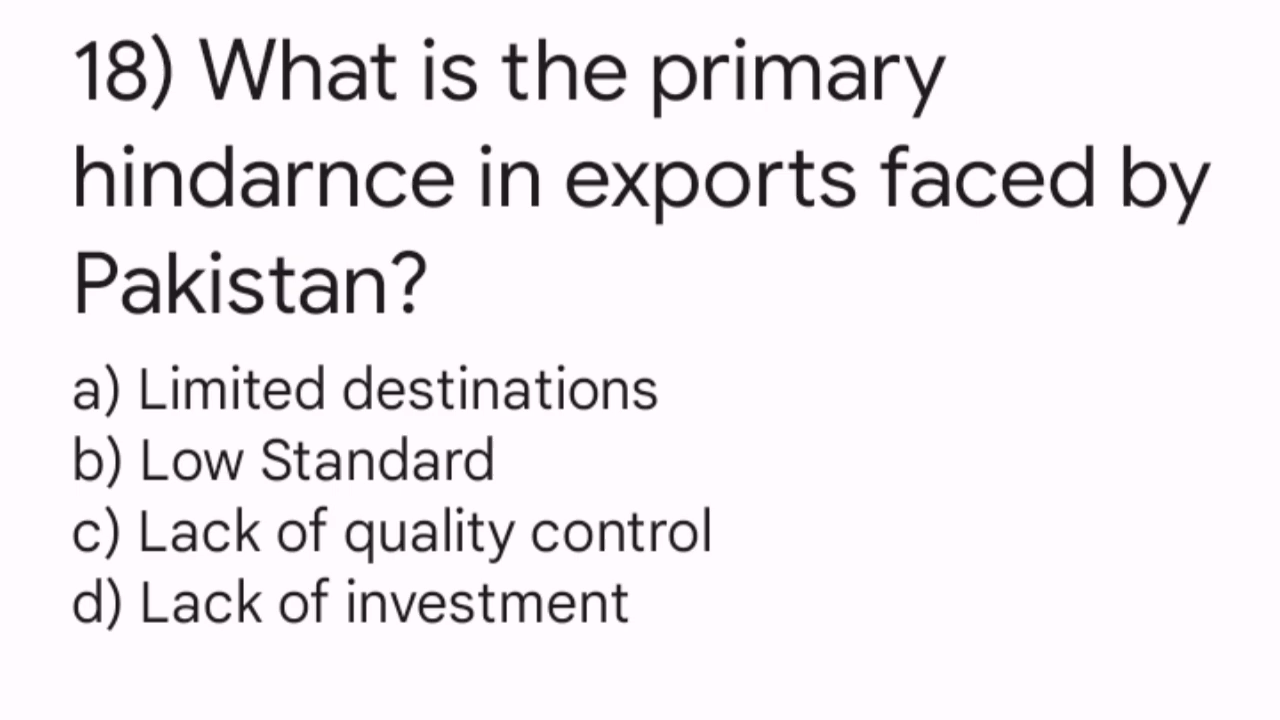 18) What is the primary
hindarnce in exports faced by
Pakistan?
a) Limited destinations
b) Low Standard
c) Lack of quality control
d) Lack of investment